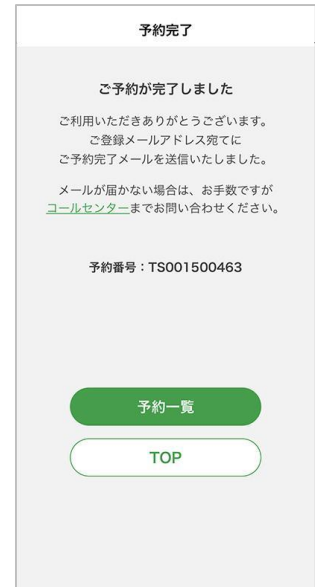 予約完了
ご予約が完了しました
ご利用いただきありがとうございます。
ご登録メールアドレス宛てに
ご予約完了メールを送信いたしました。
メールが届かない場合は、お手数ですが
コールセンターまでお問い合わせください。
予約番号：TS001500463
予約一覧
TOP